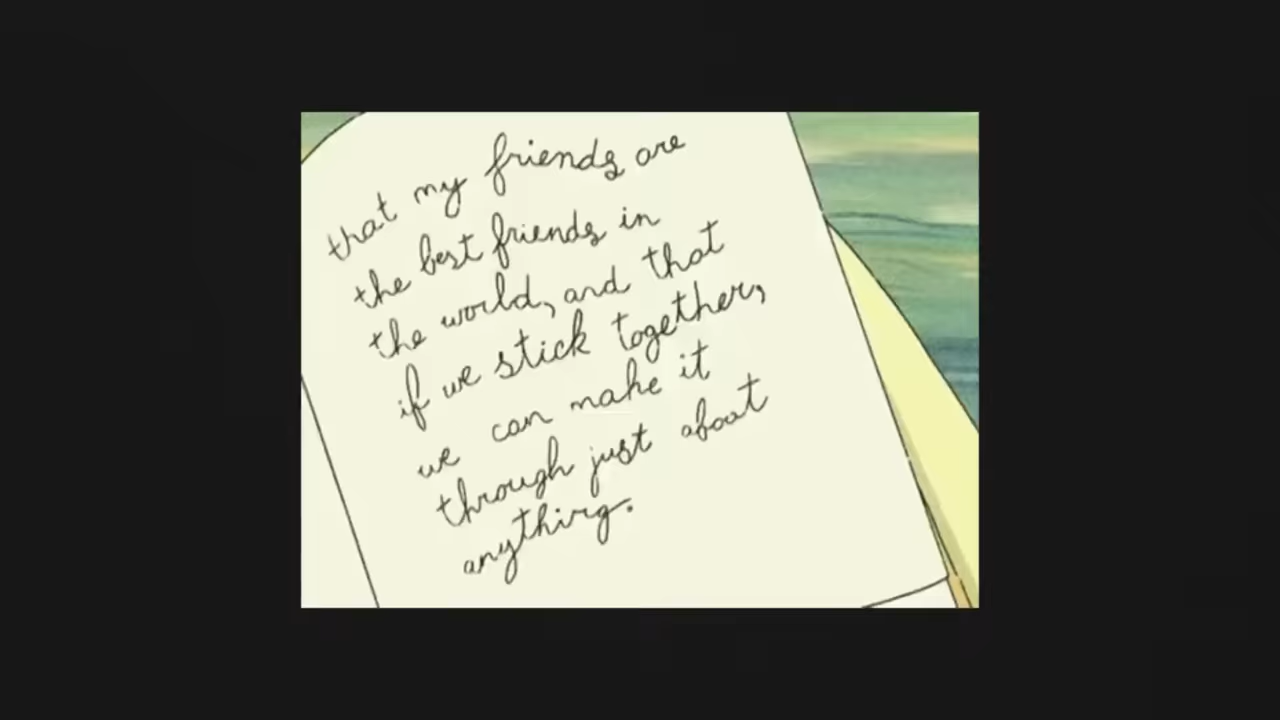 that my friends are
the best friends in
the world, and that
if we stick together,
we can make it
through just about
anything.